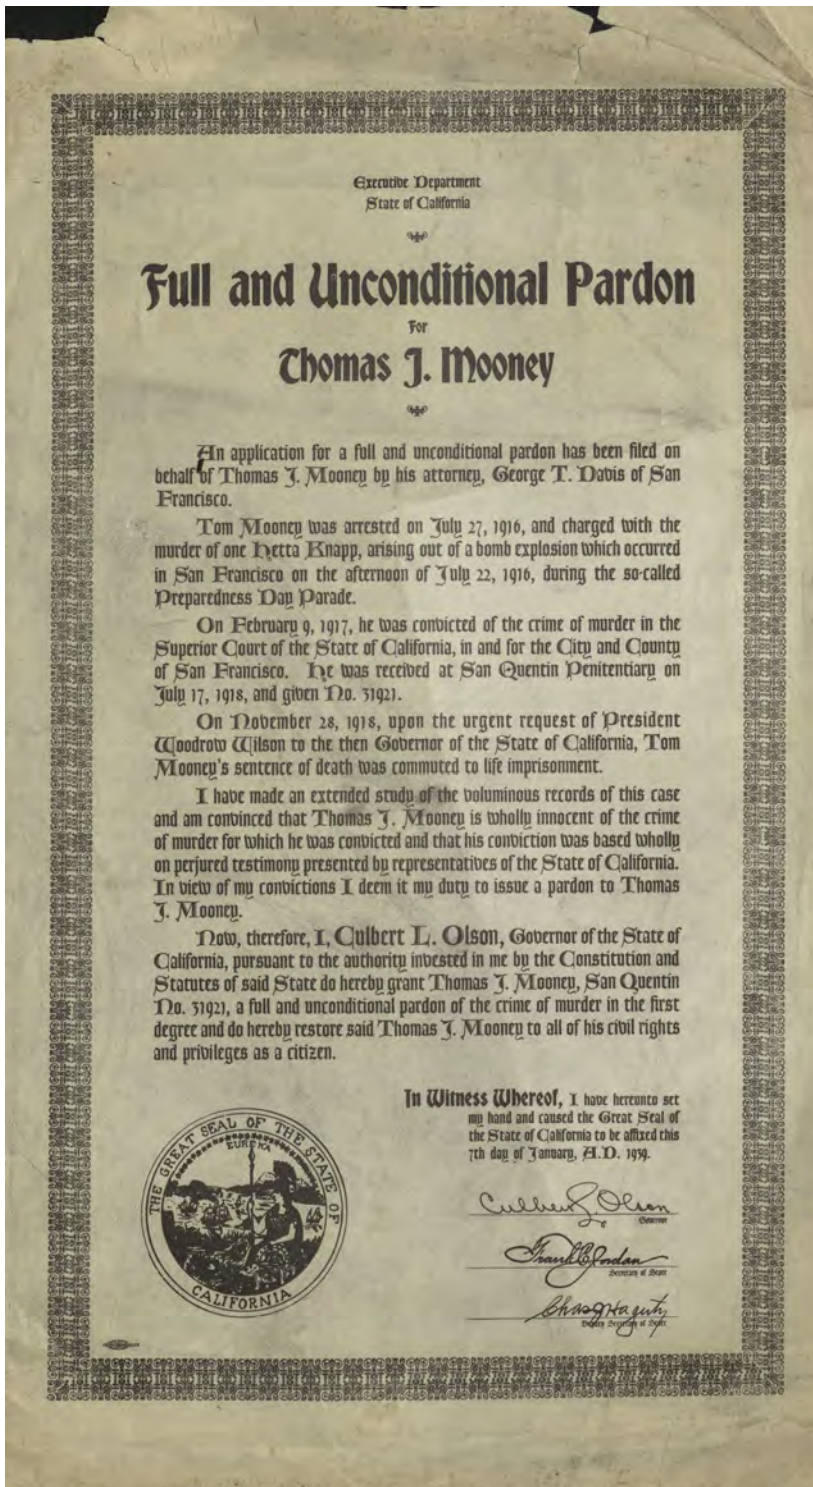 Executive Department
State of California
Full and Unconditional Pardon
For
Thomas J. Mooney
An application for a full and unconditional pardon has been filed on
behalf of Thomas J. Mooney by his attorney, George T. Davis of San
Francisco.
Tom Mooney was arrested on July 27, 1916, and charged with the
murder of one Hetta Knapp, arising out of a bomb explosion which occurred
in San Francisco on the afternoon of July 22, 1916, during the so-called
Preparedness Day Parade.
On February 9, 1917, he was convicted of the crime of murder in the
Superior Court of the State of California, in and for the City and County
of San Francisco. He was received at San Quentin Penitentiary on
July 17, 1918, and given No. 31921.
On November 28, 1918, upon the urgent request of President
Woodrow Wilson to the then Governor of the State of California, Tom
Mooney's sentence of death was commuted to life imprisonment.
I have made an extended study of the voluminous records of this case
and am convinced that Thomas J. Mooney is wholly innocent of the crime
of murder for which he was convicted and that his conviction was based wholly
on perjured testimony presented by representatives of the State of California.
In view of my convictions I deem it my duty to issue a pardon to Thomas
J. Mooney.
Now, therefore, I, Culbert L. Olson, Governor of the State of
California, pursuant to the authority invested in me by the Constitution and
Statutes of said State do hereby grant Thomas J. Mooney, San Quentin
No. 31921, a full and unconditional pardon of the crime of murder in the first
degree and do hereby restore said Thomas J. Mooney to all of his civil rights
and privileges as a citizen.
In Witness Whereof, I have hereunto set
my hand and caused the Great Seal of
the State of California to be affixed this
7th day of January, A.D. 1939.
THE GREAT SEAL OF THE STATE OF CALIFORNIA
EUREKA
Culbert L. Olson
Governor
Frank C. Jordan
Secretary of State
Chas J Hagerty
Deputy Secretary of State